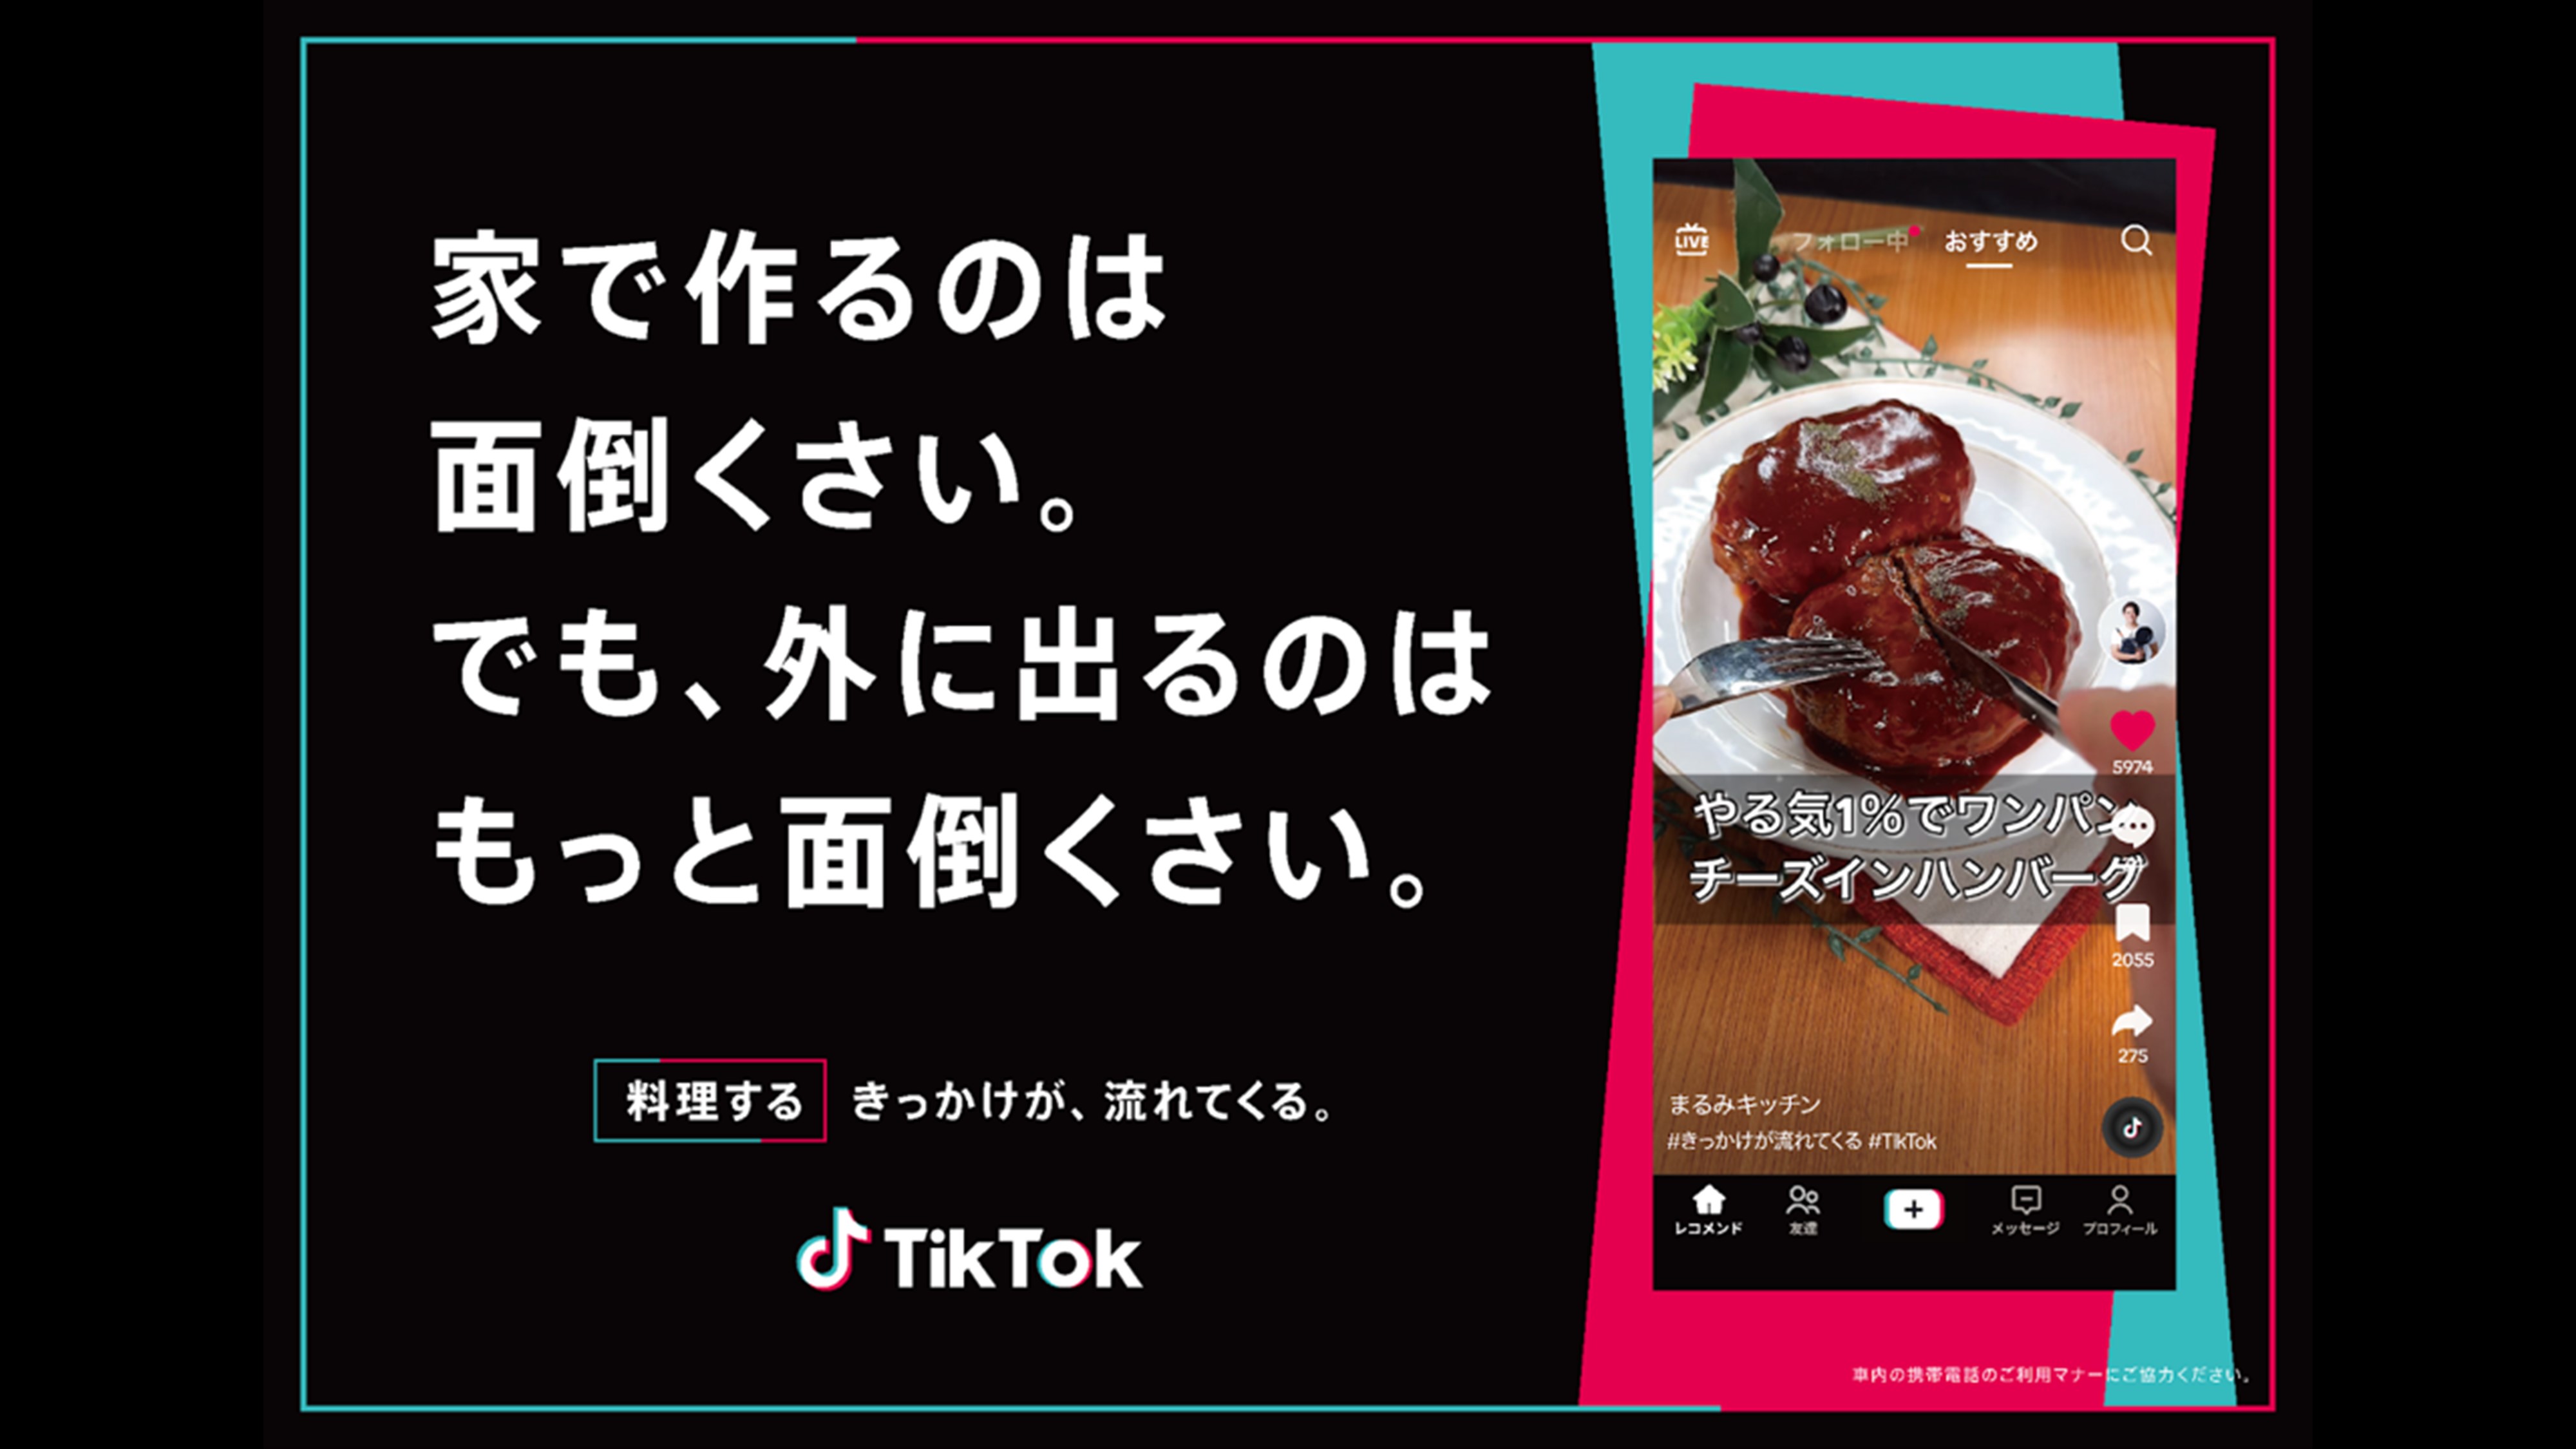 家で作るのは
面倒くさい。
でも、外に出るのは
もっと面倒くさい。
料理する きっかけが、流れてくる。
TikTok
LIVE フォロー中 おすすめ
5974
やる気1%でワンパン
チーズインハンバーグ
2055
275
まるみキッチン
#きっかけが流れてくる #TikTok
レコメンド 友達 メッセージ プロフィール
車内の携帯電話のご利用マナーにご協力ください。